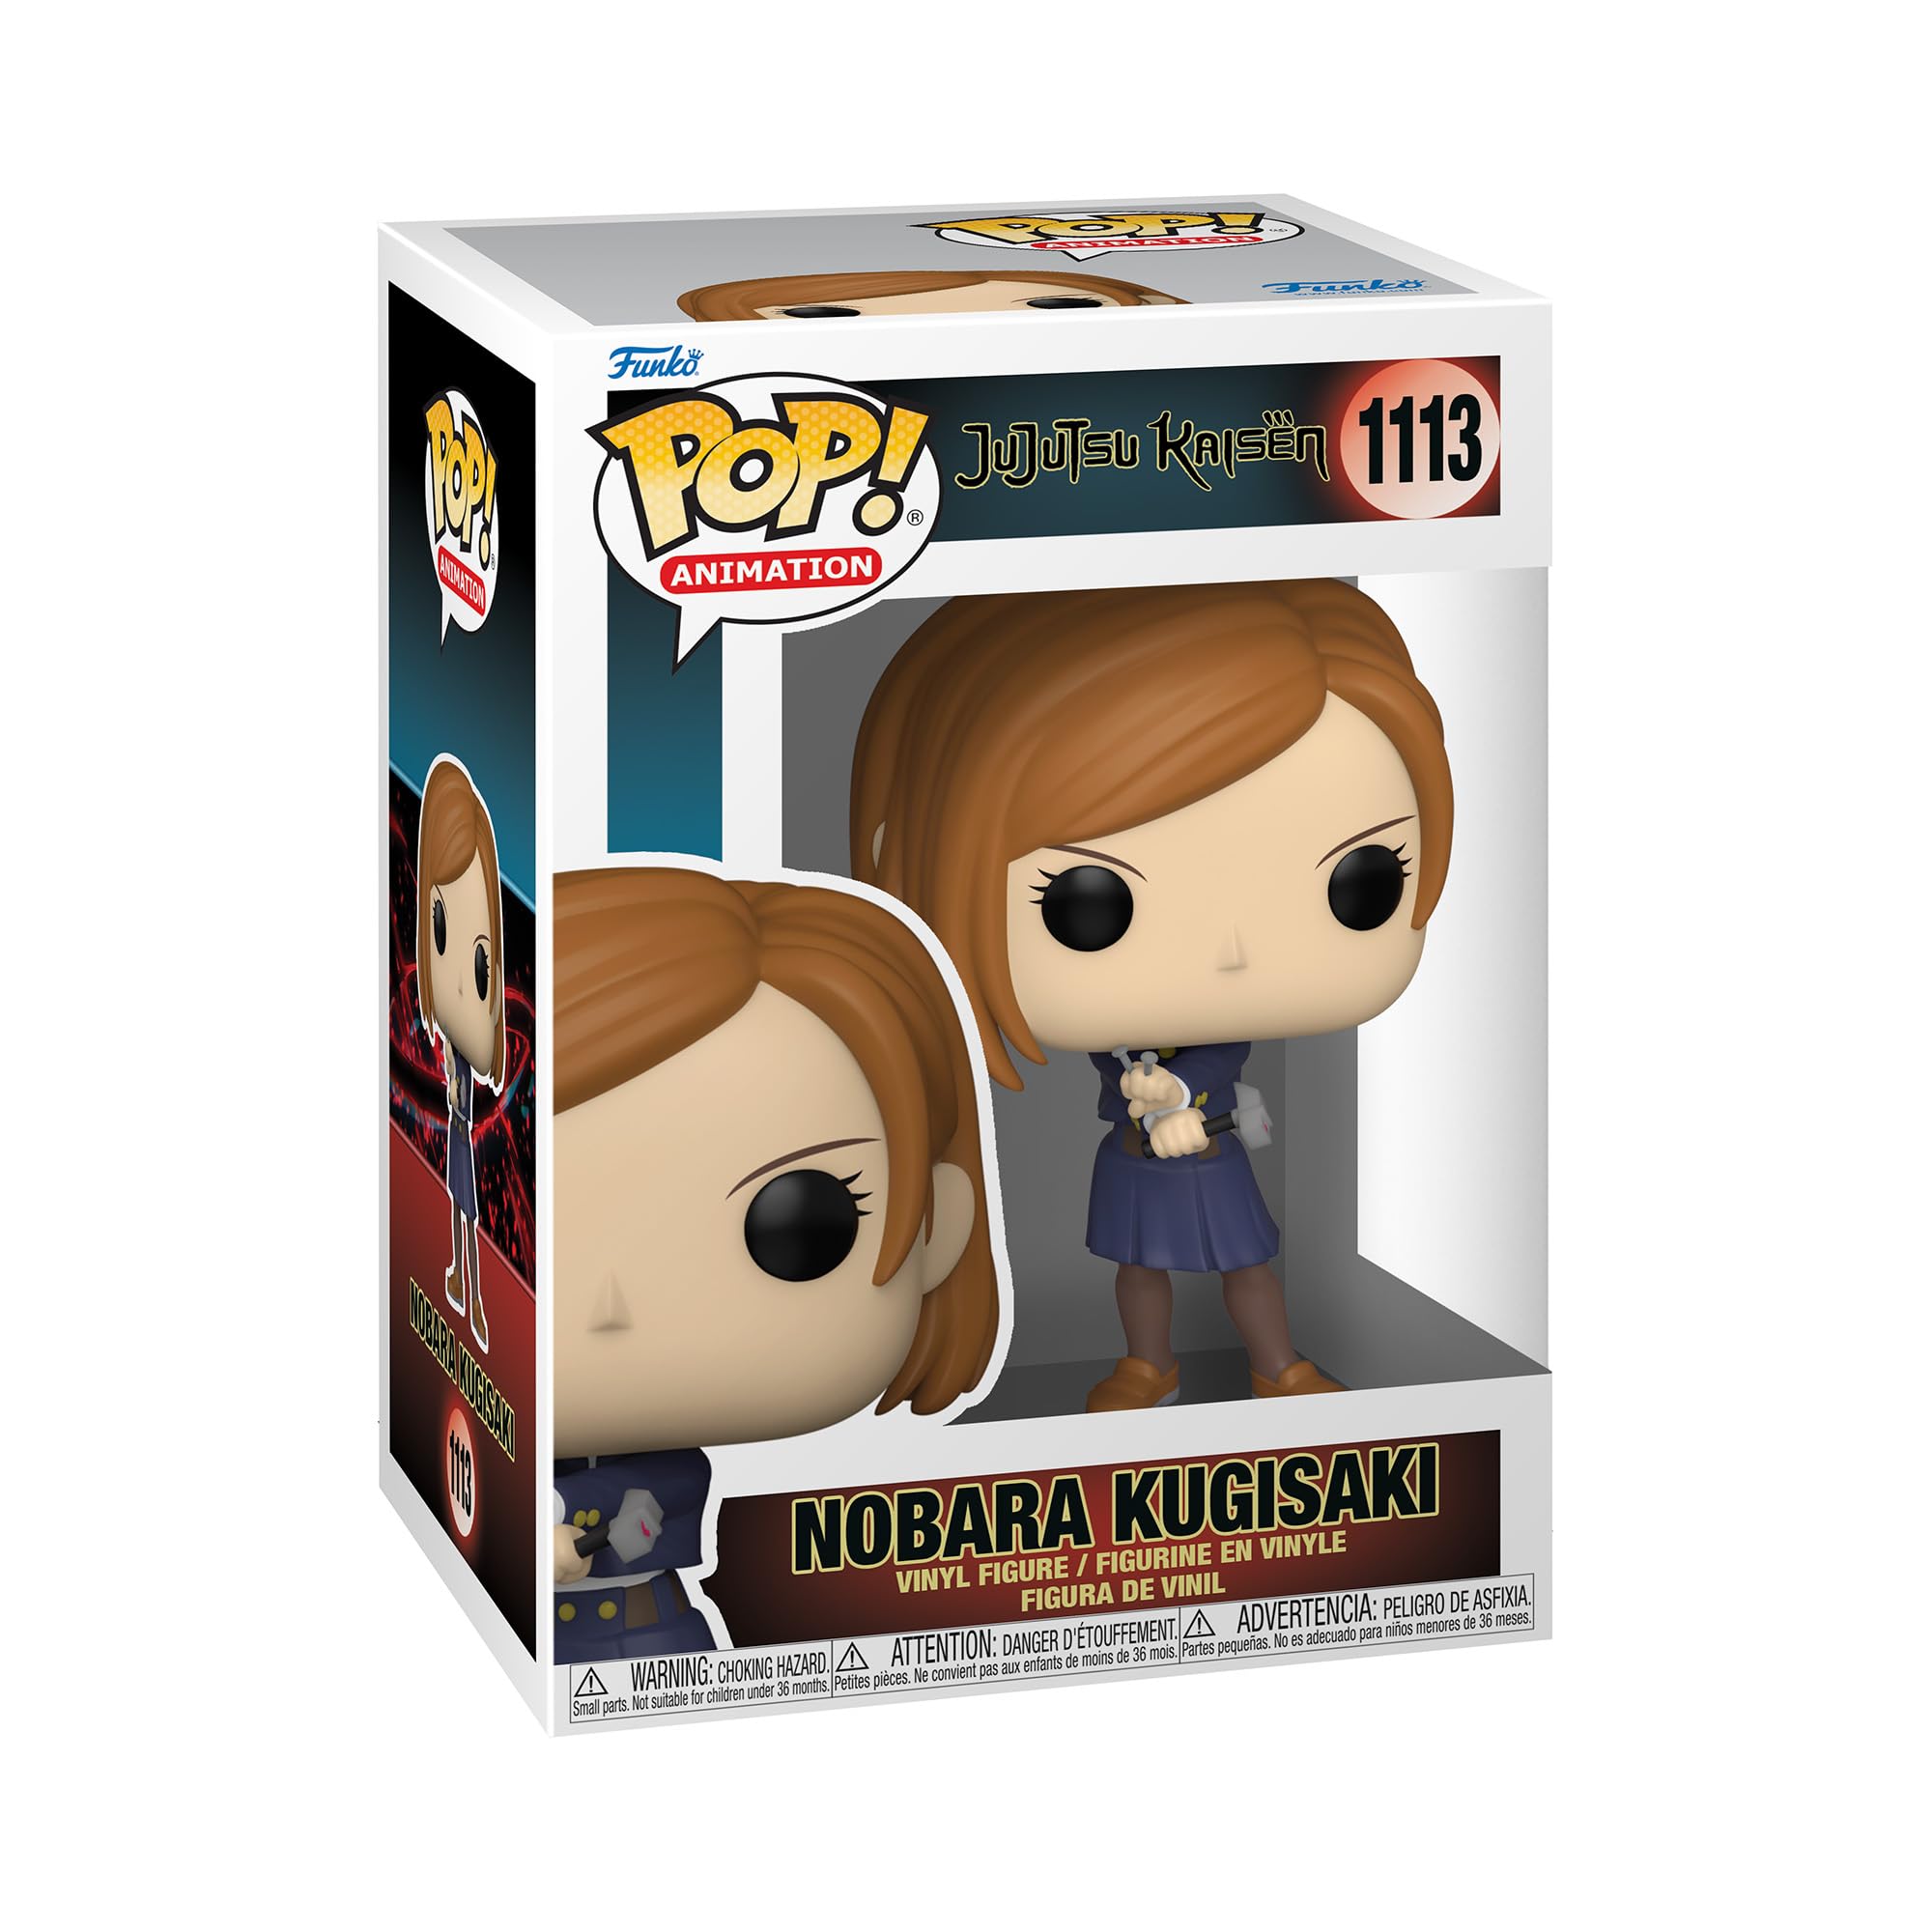 POP!
ANIMATION
Funko
www.funko.com
Funko
POP! ®
ANIMATION
JUJUTSU KAISEN
1113
POP! ®
ANIMATION
NOBARA KUGISAKI
1113
NOBARA KUGISAKI
VINYL FIGURE / FIGURINE EN VINYLE
FIGURA DE VINIL
WARNING: CHOKING HAZARD.
Small parts. Not suitable for children under 36 months.
ATTENTION: DANGER D'ÉTOUFFEMENT.
Petites pièces. Ne convient pas aux enfants de moins de 36 mois.
ADVERTENCIA: PELIGRO DE ASFIXIA.
Partes pequeñas. No es adecuado para niños menores de 36 meses.